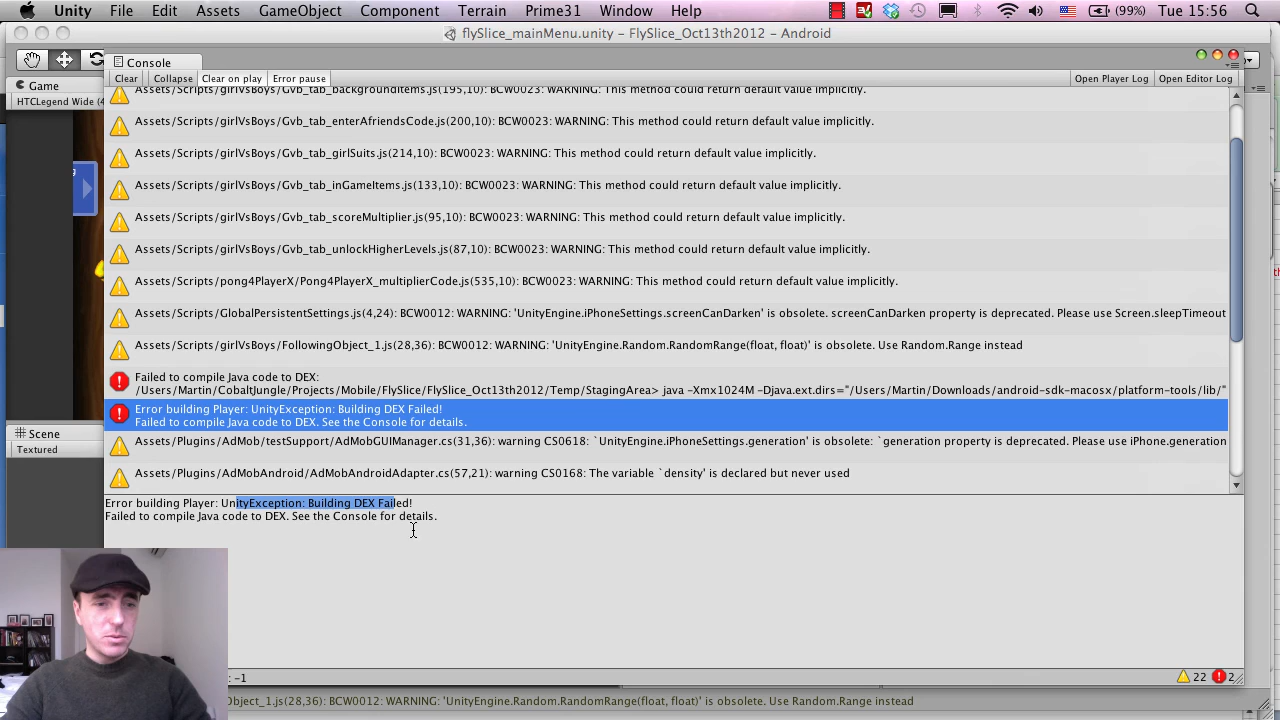 Unity File Edit Assets GameObject Component Terrain Prime31 Window Help (99%) Tue 15:56
flySlice_mainMenu.unity - FlySlice_Oct13th2012 - Android
Console
Clear Collapse Clear on play Error pause Open Player Log Open Editor Log
Game
HTCLegend Wide (4
Assets/Scripts/girlVsBoys/Gvb_tab_backgroundItems.js(195,10): BCW0023: WARNING: This method could return default value implicitly.
Assets/Scripts/girlVsBoys/Gvb_tab_enterAfriendsCode.js(200,10): BCW0023: WARNING: This method could return default value implicitly.
Assets/Scripts/girlVsBoys/Gvb_tab_girlSuits.js(214,10): BCW0023: WARNING: This method could return default value implicitly.
Assets/Scripts/girlVsBoys/Gvb_tab_inGameItems.js(133,10): BCW0023: WARNING: This method could return default value implicitly.
Assets/Scripts/girlVsBoys/Gvb_tab_scoreMultiplier.js(95,10): BCW0023: WARNING: This method could return default value implicitly.
Assets/Scripts/girlVsBoys/Gvb_tab_unlockHigherLevels.js(87,10): BCW0023: WARNING: This method could return default value implicitly.
Assets/Scripts/pong4PlayerX/Pong4PlayerX_multiplierCode.js(535,10): BCW0023: WARNING: This method could return default value implicitly.
Assets/Scripts/GlobalPersistentSettings.js(4,24): BCW0012: WARNING: 'UnityEngine.iPhoneSettings.screenCanDarken' is obsolete. screenCanDarken property is deprecated. Please use Screen.sleepTimeout
Assets/Scripts/girlVsBoys/FollowingObject_1.js(28,36): BCW0012: WARNING: 'UnityEngine.Random.RandomRange(float, float)' is obsolete. Use Random.Range instead
Failed to compile Java code to DEX:
/Users/Martin/CobaltJungle/Projects/Mobile/FlySlice/FlySlice_Oct13th2012/Temp/StagingArea> java -Xmx1024M -Djava.ext.dirs="/Users/Martin/Downloads/android-sdk-macosx/platform-tools/lib/"
Error building Player: UnityException: Building DEX Failed!
Failed to compile Java code to DEX. See the Console for details.
Assets/Plugins/AdMob/testSupport/AdMobGUIManager.cs(31,36): warning CS0618: `UnityEngine.iPhoneSettings.generation' is obsolete: `generation property is deprecated. Please use iPhone.generation
Assets/Plugins/AdMobAndroid/AdMobAndroidAdapter.cs(57,21): warning CS0168: The variable `density' is declared but never used
Scene
Textured
Error building Player: UnityException: Building DEX Failed!
Failed to compile Java code to DEX. See the Console for details.
: -1
22 2
Object_1.js(28,36): BCW0012: WARNING: 'UnityEngine.Random.RandomRange(float, float)' is obsolete. Use Random.Range instead